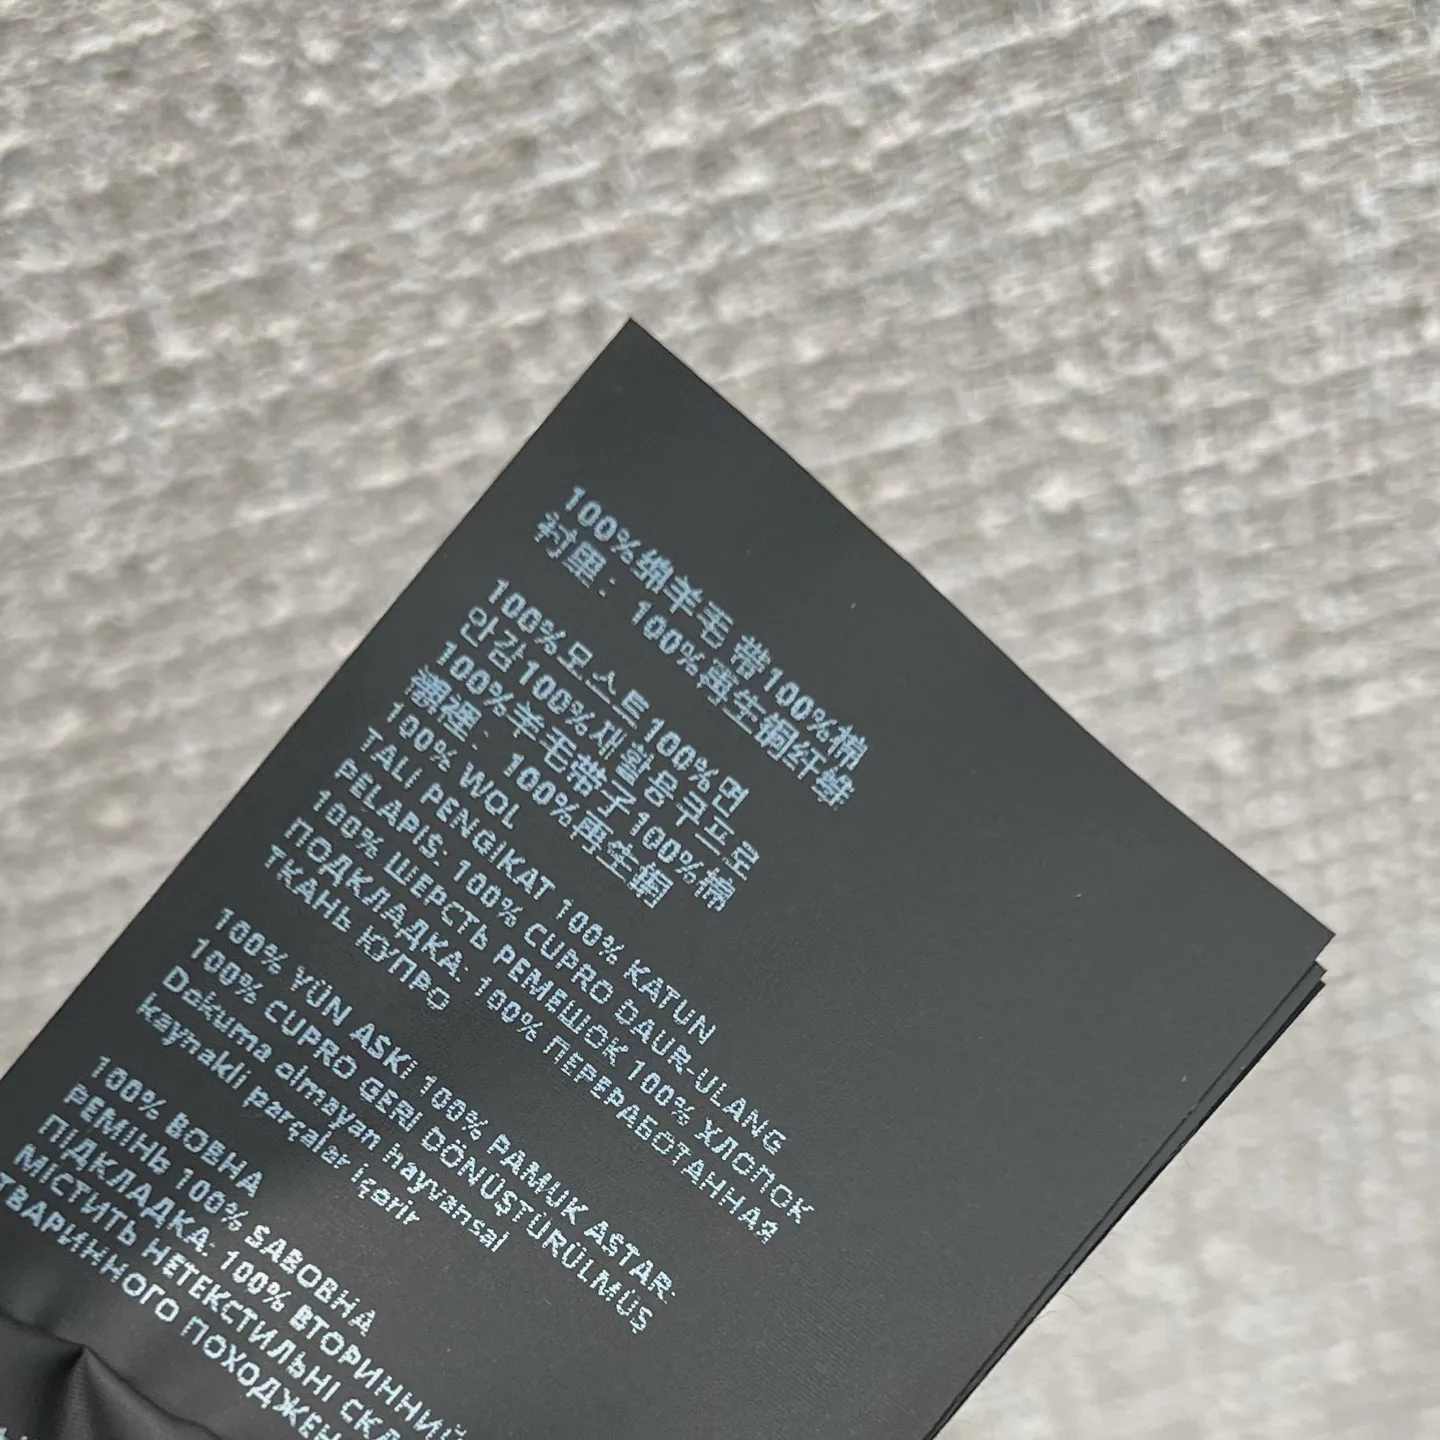 100%绵羊毛 带100%棉
衬里：100%再生铜纤维
100%모 스트100%면
안감100%재활용쿠프로
100%羊毛带子100%棉
襯裡：100%再生銅
100% WOL
TALI PENGIKAT 100% KATUN
PELAPIS: 100% CUPRO DAUR-ULANG
100% ШЕРСТЬ РЕМЕШОК 100% ХЛОПОК
ПОДКЛАДКА: 100% ПЕРЕРАБОТАННАЯ
ТКАНЬ КУПРО
100% YÜN ASKI 100% PAMUK ASTAR:
100% CUPRO GERI DÖNÜŞTÜRÜLMÜŞ
Dokuma olmayan hayvansal
kaynakli parçalar içerir
100% ВОВНА
РЕМІНЬ 100% БАВОВНА
ПІДКЛАДКА: 100% ВТОРИННИЙ
МІСТИТЬ НЕТЕКСТИЛЬНІ СКЛА
ТВАРИННОГО ПОХОДЖЕН